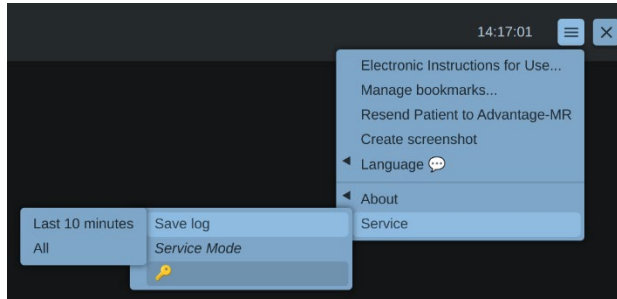 14:17:01
Electronic Instructions for Use...
Manage bookmarks...
Resend Patient to Advantage-MR
Create screenshot
Language 💬
About
Service
Save log
Service Mode
🔑
Last 10 minutes
All